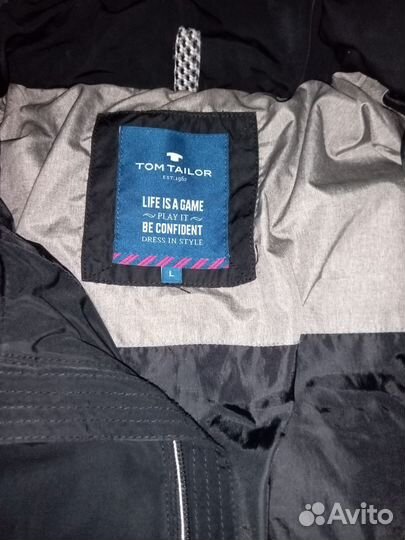 TOM TAILOR
EST. 1962
LIFE IS A GAME
~ PLAY IT ~
BE CONFIDENT
DRESS IN STYLE
L
Avito